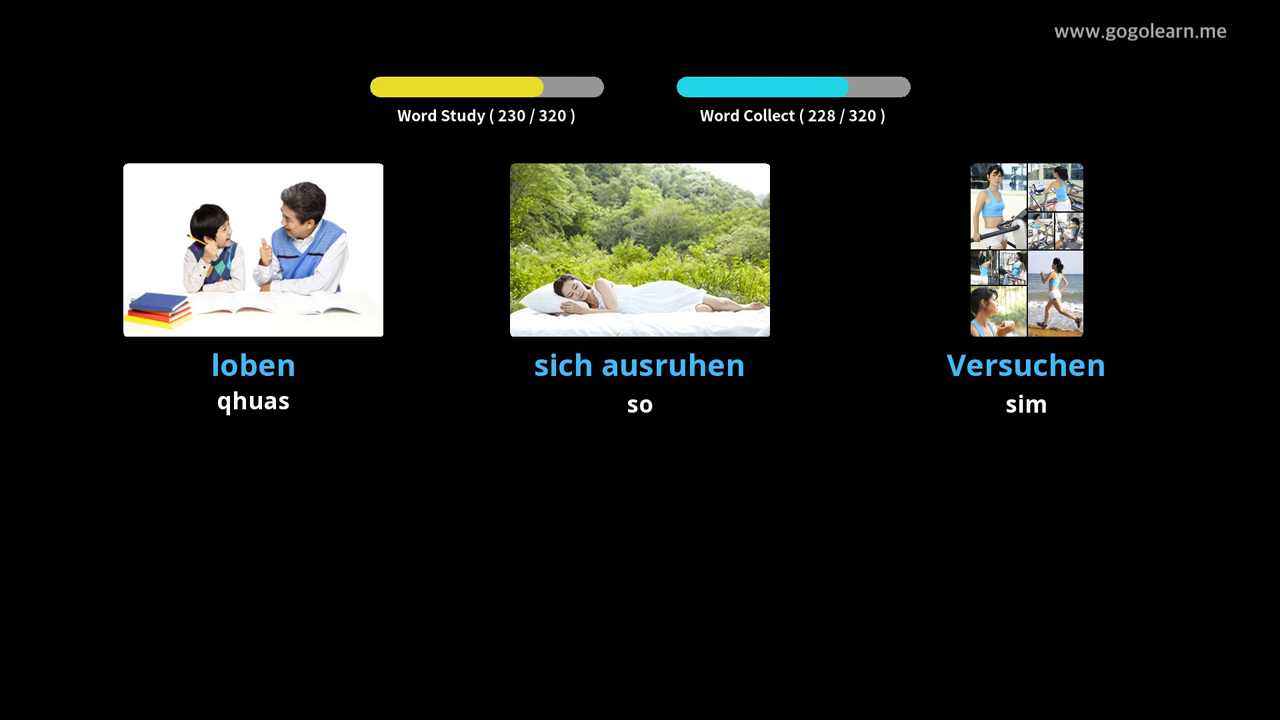 www.gogolearn.me
Word Study ( 230 / 320 )
Word Collect ( 228 / 320 )
loben
sich ausruhen
Versuchen
qhuas
so
sim